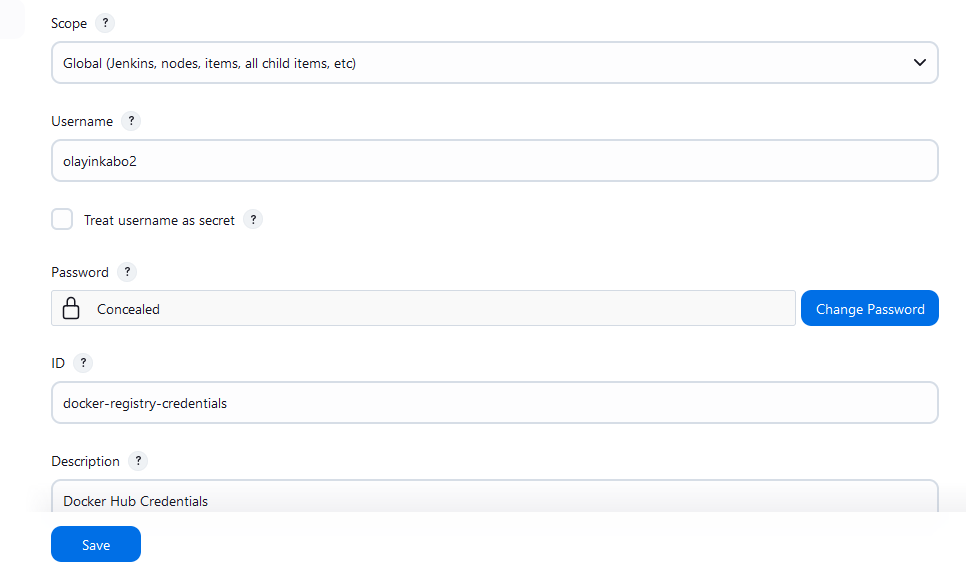 Scope ?
Global (Jenkins, nodes, items, all child items, etc)
Username ?
olayinkabo2
Treat username as secret ?
Password ?
Concealed Change Password
ID ?
docker-registry-credentials
Description ?
Docker Hub Credentials
Save